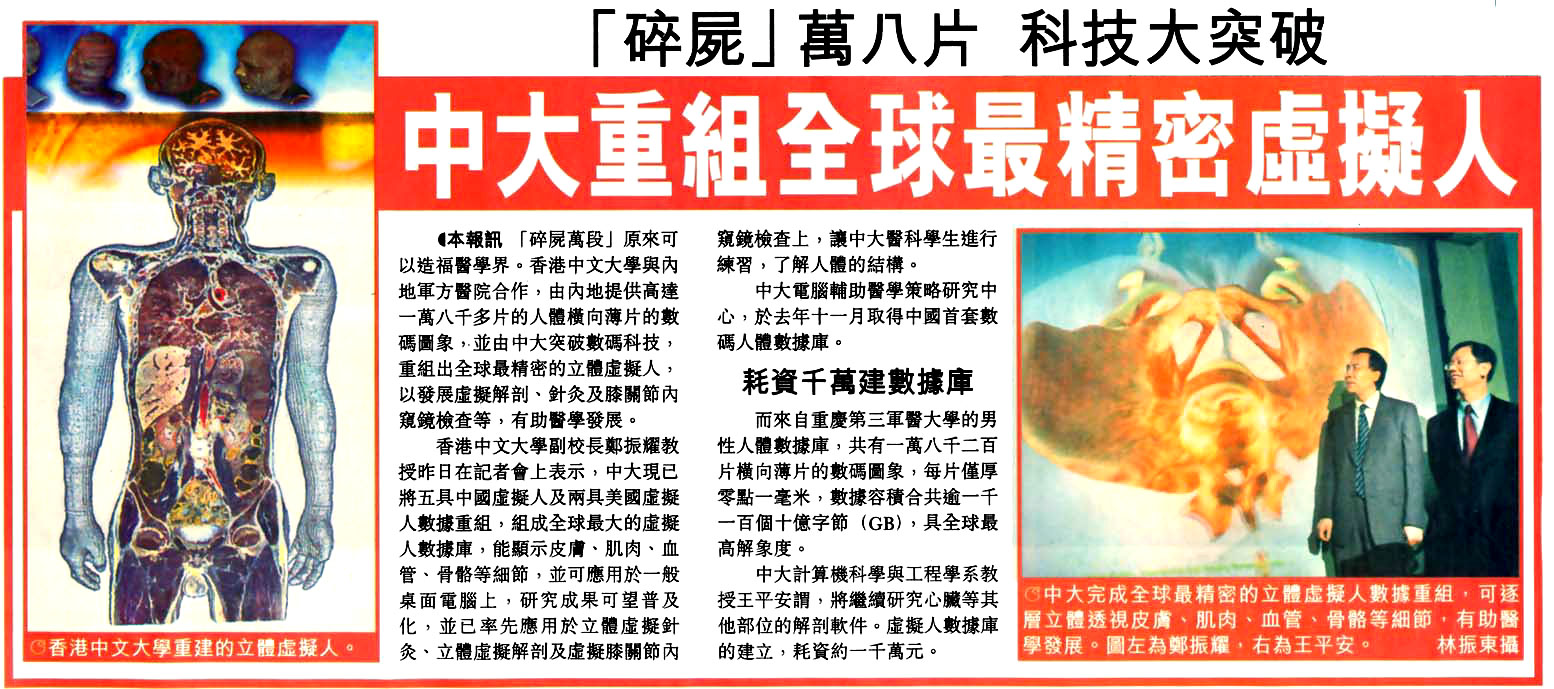 「碎屍」萬八片 科技大突破
中大重組全球最精密虛擬人
香港中文大學重建的立體虛擬人。
本報訊 「碎屍萬段」原來可
以造福醫學界。香港中文大學與內
地軍方醫院合作，由內地提供高達
一萬八千多片的人體橫向薄片的數
碼圖象，並由中大突破數碼科技，
重組出全球最精密的立體虛擬人，
以發展虛擬解剖、針灸及膝關節內
窺鏡檢查等，有助醫學發展。
香港中文大學副校長鄭振耀教
授昨日在記者會上表示，中大現已
將五具中國虛擬人及兩具美國虛擬
人數據重組，組成全球最大的虛擬
人數據庫，能顯示皮膚、肌肉、血
管、骨骼等細節，並可應用於一般
桌面電腦上，研究成果可望普及
化，並已率先應用於立體虛擬針
灸、立體虛擬解剖及虛擬膝關節內
窺鏡檢查上，讓中大醫科學生進行
練習，了解人體的結構。
中大電腦輔助醫學策略研究中
心，於去年十一月取得中國首套數
碼人體數據庫。
耗資千萬建數據庫
而來自重慶第三軍醫大學的男
性人體數據庫，共有一萬八千二百
片橫向薄片的數碼圖象，每片僅厚
零點一毫米，數據容積合共逾一千
一百個十億字節（GB），具全球最
高解象度。
中大計算機科學與工程學系教
授王平安謂，將繼續研究心臟等其
他部位的解剖軟件。虛擬人數據庫
的建立，耗資約一千萬元。
中大完成全球最精密的立體虛擬人數據重組，可逐
層立體透視皮膚、肌肉、血管、骨骼等細節，有助醫
學發展。圖左為鄭振耀，右為王平安。 林振東攝